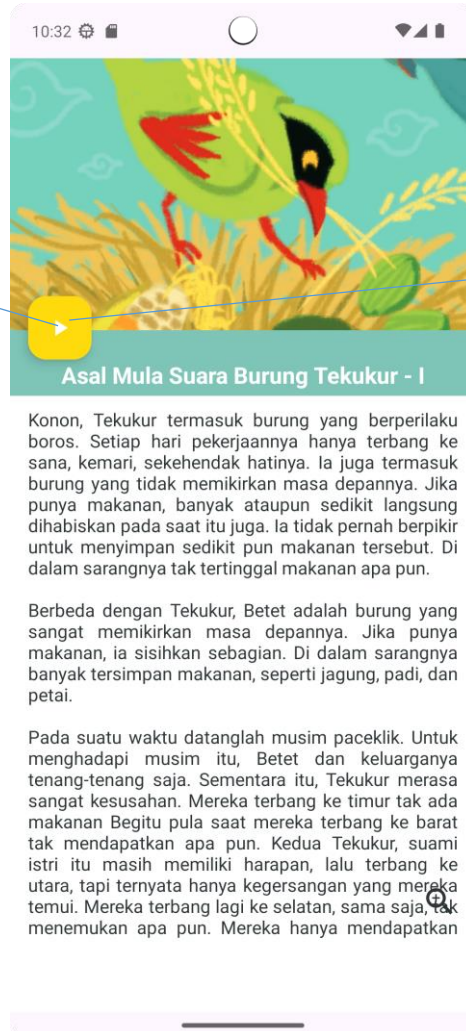 10:32
Asal Mula Suara Burung Tekukur - I
Konon, Tekukur termasuk burung yang berperilaku
boros. Setiap hari pekerjaannya hanya terbang ke
sana, kemari, sekehendak hatinya. Ia juga termasuk
burung yang tidak memikirkan masa depannya. Jika
punya makanan, banyak ataupun sedikit langsung
dihabiskan pada saat itu juga. Ia tidak pernah berpikir
untuk menyimpan sedikit pun makanan tersebut. Di
dalam sarangnya tak tertinggal makanan apa pun.
Berbeda dengan Tekukur, Betet adalah burung yang
sangat memikirkan masa depannya. Jika punya
makanan, ia sisihkan sebagian. Di dalam sarangnya
banyak tersimpan makanan, seperti jagung, padi, dan
petai.
Pada suatu waktu datanglah musim paceklik. Untuk
menghadapi musim itu, Betet dan keluarganya
tenang-tenang saja. Sementara itu, Tekukur merasa
sangat kesusahan. Mereka terbang ke timur tak ada
makanan Begitu pula saat mereka terbang ke barat
tak mendapatkan apa pun. Kedua Tekukur, suami
istri itu masih memiliki harapan, lalu terbang ke
utara, tapi ternyata hanya kegersangan yang mereka
temui. Mereka terbang lagi ke selatan, sama saja, tak
menemukan apa pun. Mereka hanya mendapatkan